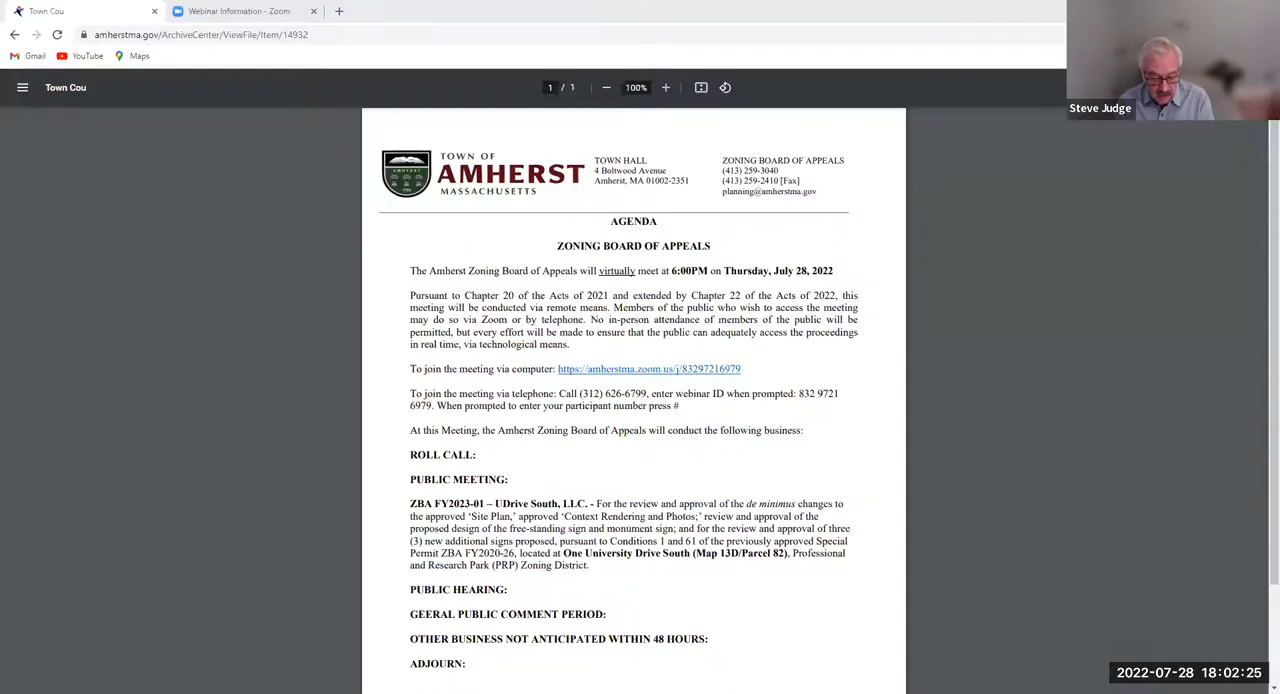 Town Cou
Webinar Information - Zoom
amherstma.gov/ArchiveCenter/ViewFile/Item/14932
Gmail
YouTube
Maps
Town Cou
1 / 1
100%
Steve Judge
TOWN OF
AMHERST
MASSACHUSETTS
TOWN HALL
4 Boltwood Avenue
Amherst, MA 01002-2351
ZONING BOARD OF APPEALS
(413) 259-3040
(413) 259-2410 [Fax]
planning@amherstma.gov
AGENDA
ZONING BOARD OF APPEALS
The Amherst Zoning Board of Appeals will virtually meet at 6:00PM on Thursday, July 28, 2022
Pursuant to Chapter 20 of the Acts of 2021 and extended by Chapter 22 of the Acts of 2022, this
meeting will be conducted via remote means. Members of the public who wish to access the meeting
may do so via Zoom or by telephone. No in-person attendance of members of the public will be
permitted, but every effort will be made to ensure that the public can adequately access the proceedings
in real time, via technological means.
To join the meeting via computer: https://amherstma.zoom.us/j/83297216979
To join the meeting via telephone: Call (312) 626-6799, enter webinar ID when prompted: 832 9721
6979. When prompted to enter your participant number press #
At this Meeting, the Amherst Zoning Board of Appeals will conduct the following business:
ROLL CALL:
PUBLIC MEETING:
ZBA FY2023-01 – UDrive South, LLC. - For the review and approval of the de minimus changes to
the approved ‘Site Plan,’ approved ‘Context Rendering and Photos;’ review and approval of the
proposed design of the free-standing sign and monument sign; and for the review and approval of three
(3) new additional signs proposed, pursuant to Conditions 1 and 61 of the previously approved Special
Permit ZBA FY2020-26, located at One University Drive South (Map 13D/Parcel 82), Professional
and Research Park (PRP) Zoning District.
PUBLIC HEARING:
GEERAL PUBLIC COMMENT PERIOD:
OTHER BUSINESS NOT ANTICIPATED WITHIN 48 HOURS:
ADJOURN:
2022-07-28 18:02:25